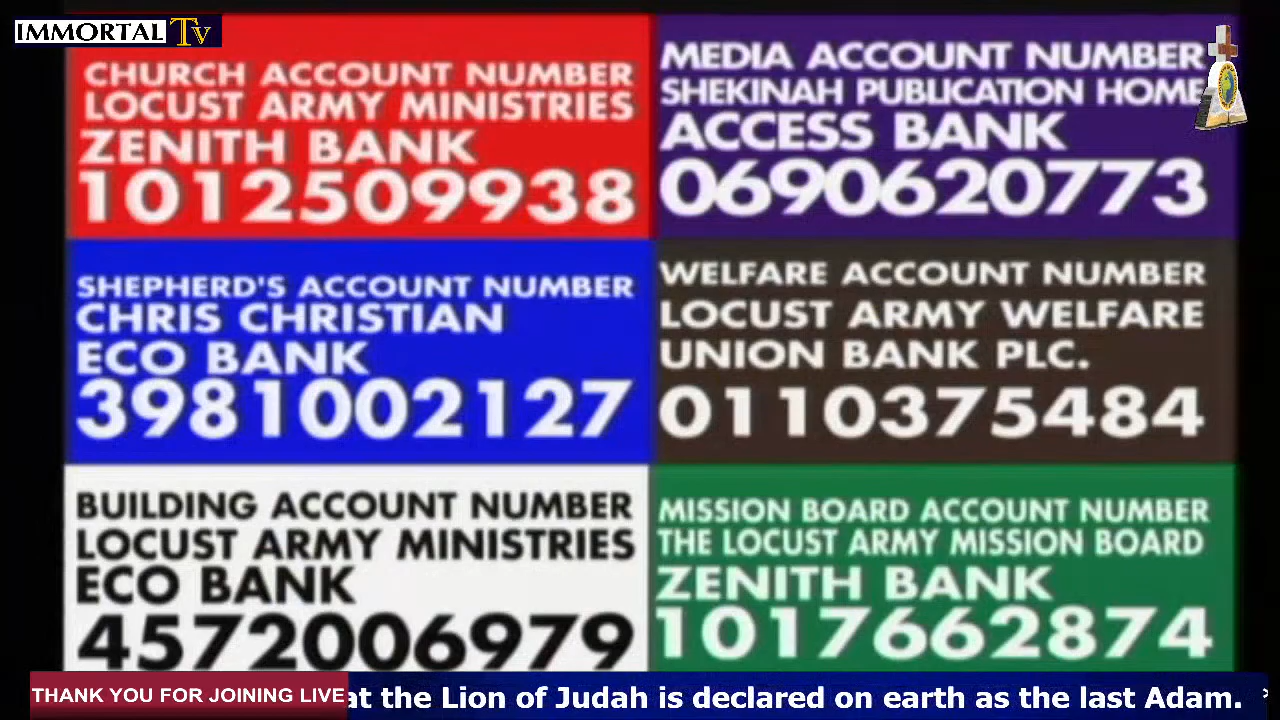 IMMORTAL Tv
CHURCH ACCOUNT NUMBER
LOCUST ARMY MINISTRIES
ZENITH BANK
1012509938
MEDIA ACCOUNT NUMBER
SHEKINAH PUBLICATION HOME
ACCESS BANK
0690620773
SHEPHERD'S ACCOUNT NUMBER
CHRIS CHRISTIAN
ECO BANK
3981002127
WELFARE ACCOUNT NUMBER
LOCUST ARMY WELFARE
UNION BANK PLC.
0110375484
BUILDING ACCOUNT NUMBER
LOCUST ARMY MINISTRIES
ECO BANK
4572006979
MISSION BOARD ACCOUNT NUMBER
THE LOCUST ARMY MISSION BOARD
ZENITH BANK
1017662874
THANK YOU FOR JOINING LIVE
at the Lion of Judah is declared on earth as the last Adam.